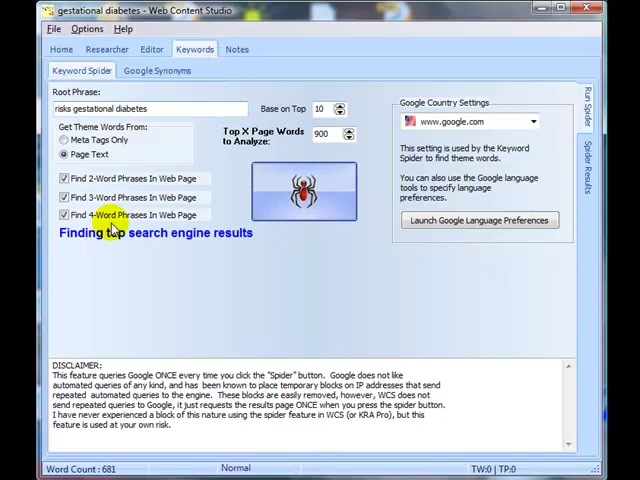 gestational diabetes - Web Content Studio
File Options Help
Home Researcher Editor Keywords Notes
Keyword Spider Google Synonyms
Root Phrase:
risks gestational diabetes
Base on Top 10
Get Theme Words From:
Meta Tags Only
Page Text
Top X Page Words
to Analyze:
900
Find 2-Word Phrases In Web Page
Find 3-Word Phrases In Web Page
Find 4-Word Phrases In Web Page
Finding top search engine results
Google Country Settings
www.google.com
This setting is used by the Keyword
Spider to find theme words.
You can also use the Google language
tools to specify language
preferences.
Launch Google Language Preferences
Run Spider
Spider Results
DISCLAIMER:
This feature queries Google ONCE every time you click the "Spider" button. Google does not like
automated queries of any kind, and has been known to place temporary blocks on IP addresses that send
repeated automated queries to the engine. These blocks are easily removed, however, WCS does not
send repeated queries to Google, it just requests the results page ONCE when you press the spider button.
I have never experienced a block of this nature using the spider feature in WCS (or KRA Pro), but this
feature is used at your own risk.
Word Count : 681 Normal TW:0 | TP:0